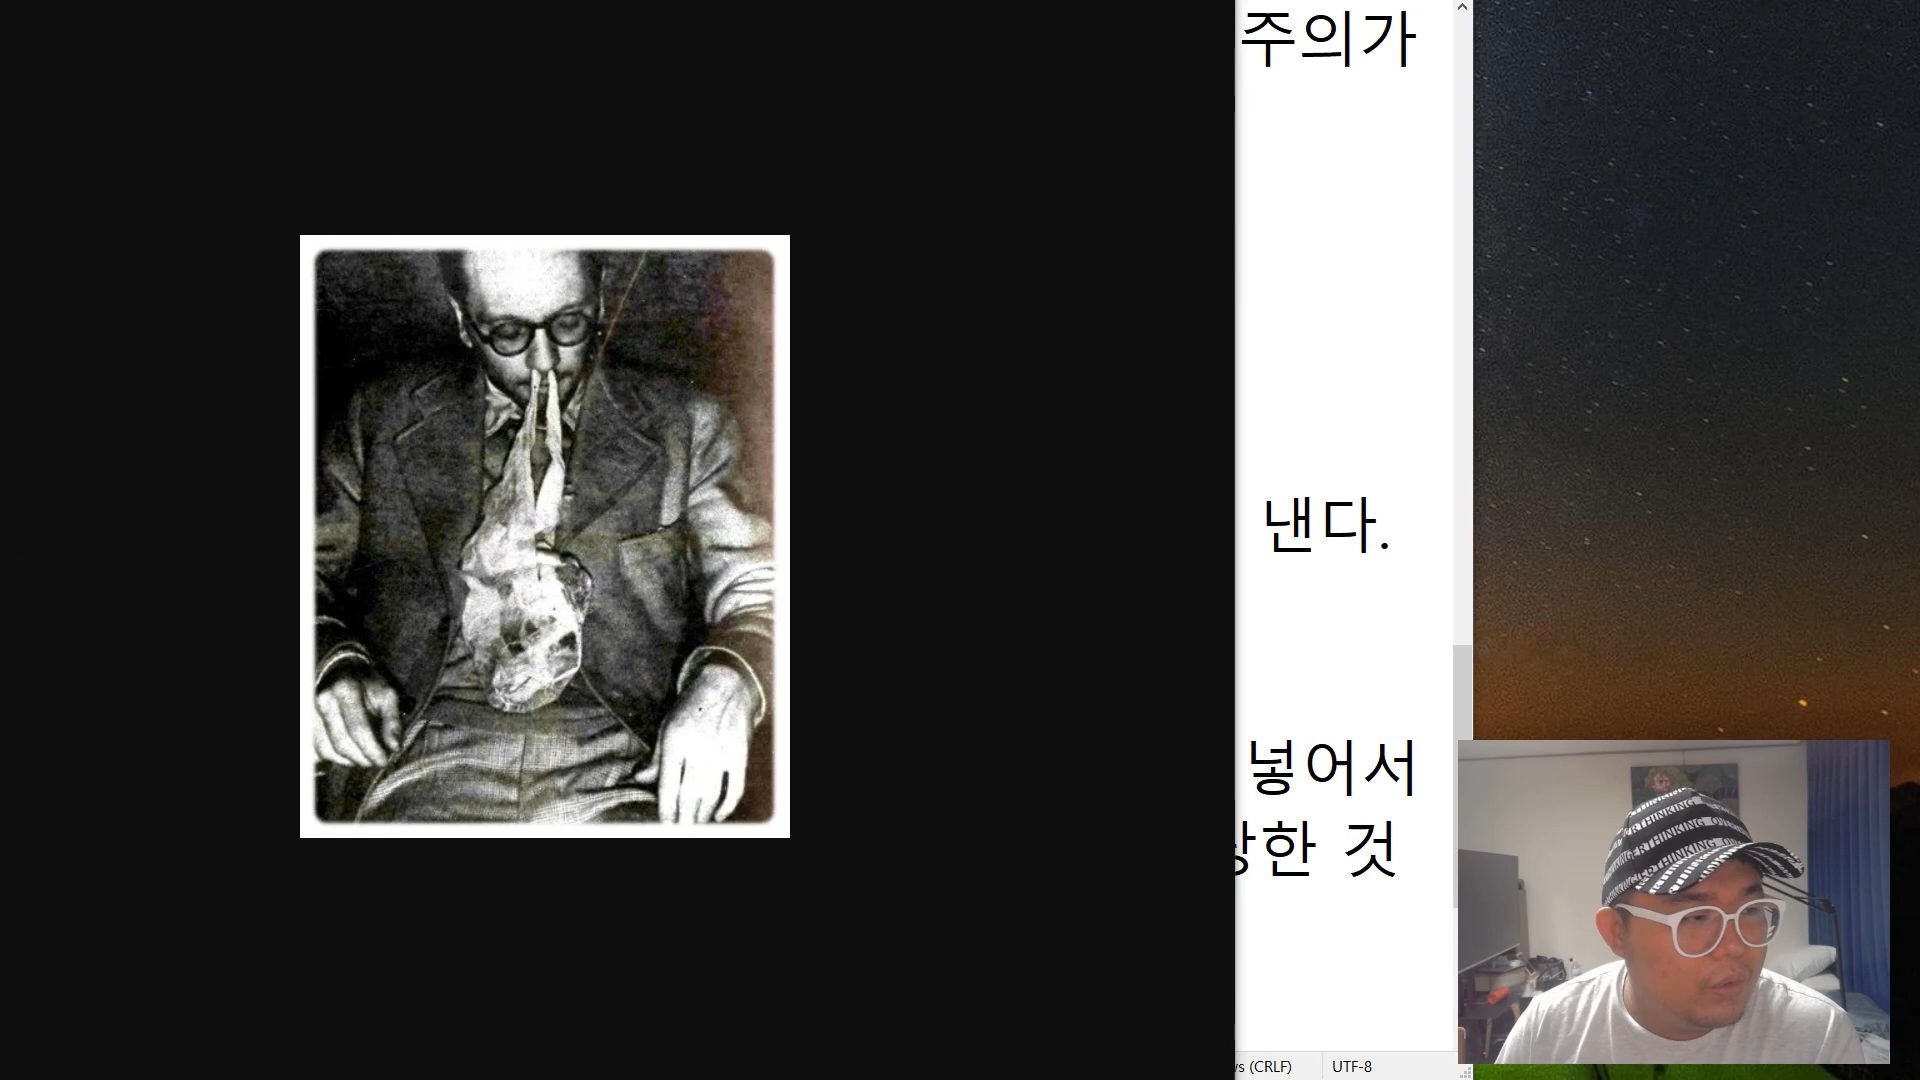 주의가
낸다.
넣어서
한 것
(CRLF)
UTF-8